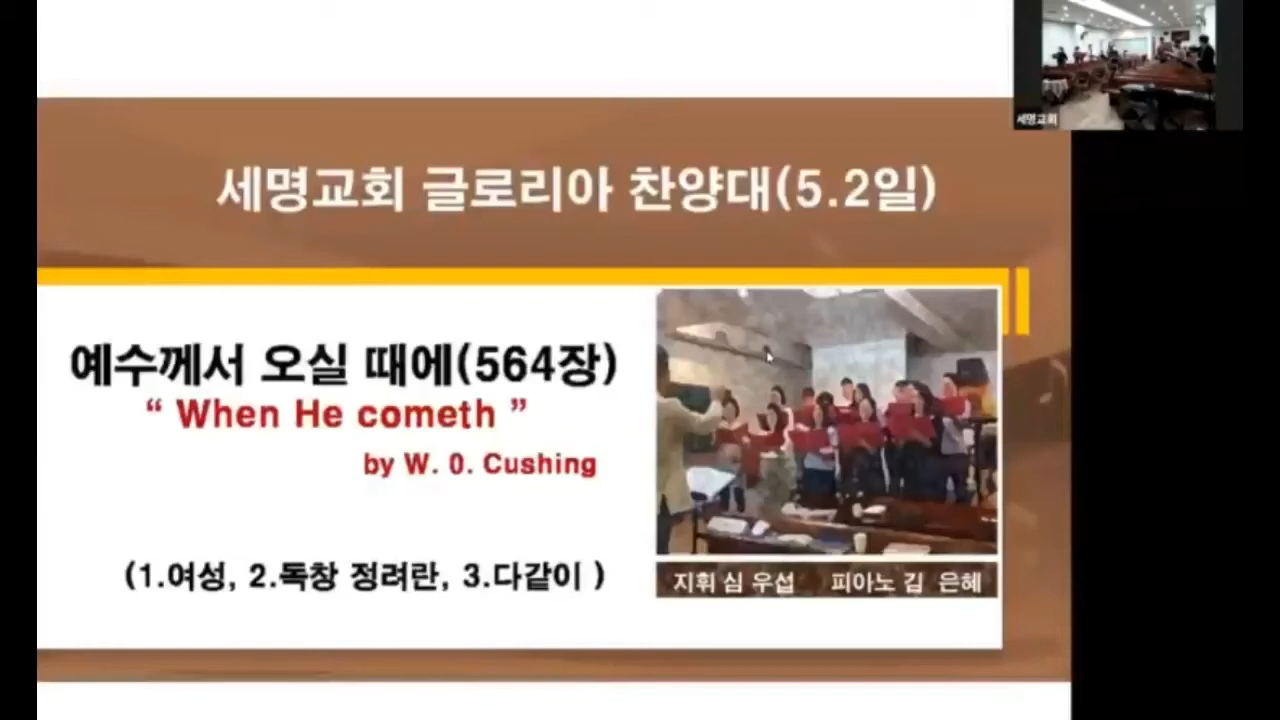 세명교회
세명교회 글로리아 찬양대(5.2일)
예수께서 오실 때에(564장)
“ When He cometh ”
by W. O. Cushing
(1.여성, 2.독창 정려란, 3.다같이 )
지휘 심 우섭 피아노 김 은혜